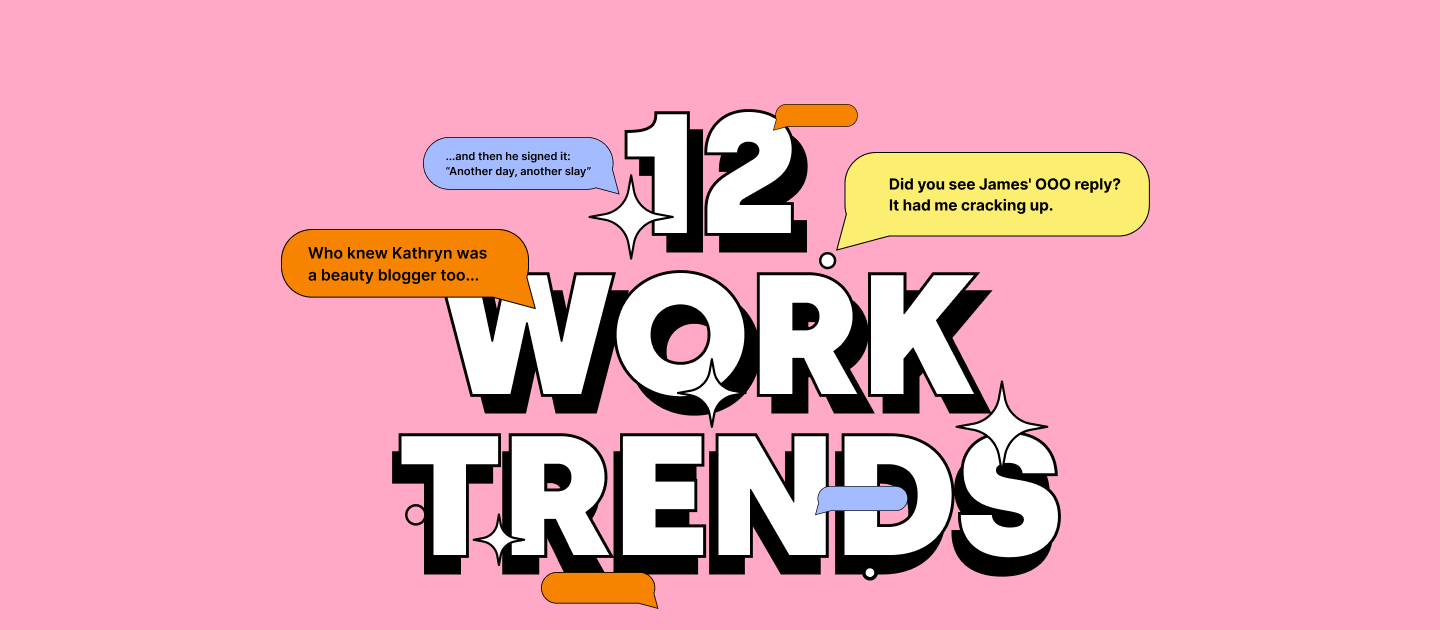 12
...and then he signed it:
“Another day, another slay”
Did you see James' OOO reply?
It had me cracking up.
Who knew Kathryn was
a beauty blogger too...
WORK
TRENDS